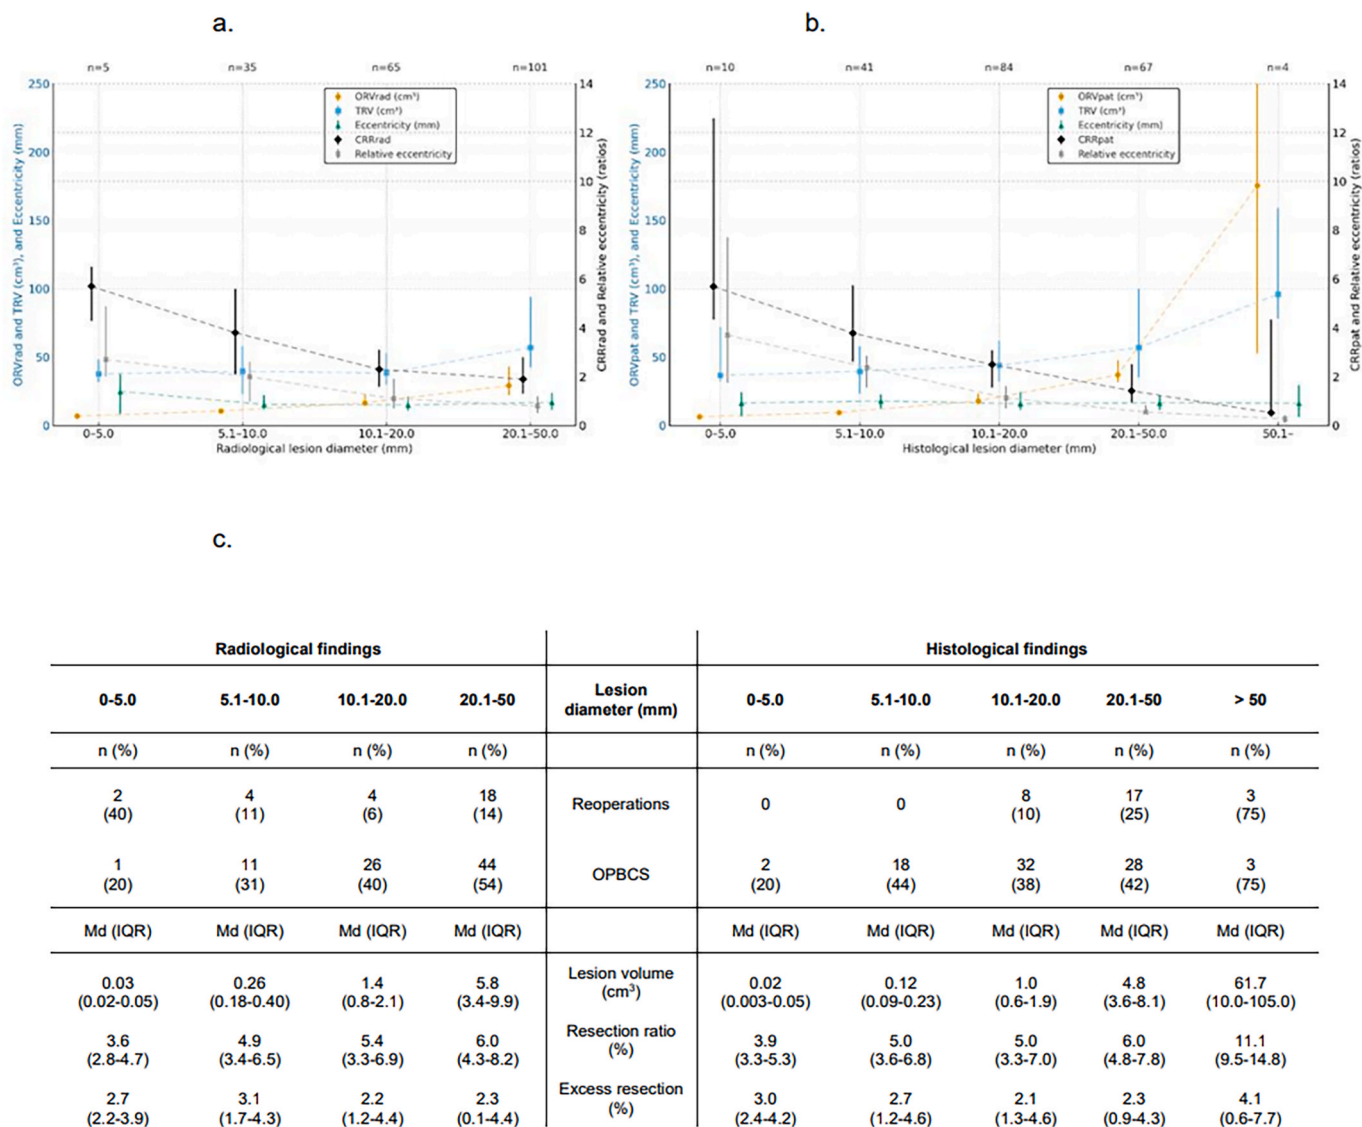 a.
n=5 n=35 n=65 n=101
250
200
150
100
50
0
14
12
10
8
6
4
2
0
ORVrad (cm³)
TRV (cm³)
Eccentricity (mm)
CRRrad
Relative eccentricity
ORVrad and TRV (cm³), and Eccentricity (mm)
CRRrad and Relative eccentricity (ratios)
0–5.0 5.1–10.0 10.1–20.0 20.1–50.0
Radiological lesion diameter (mm)
b.
n=10 n=41 n=84 n=67 n=4
250
200
150
100
50
0
14
12
10
8
6
4
2
0
ORVpat (cm³)
TRV (cm³)
Eccentricity (mm)
CRRpat
Relative eccentricity
ORVpat and TRV (cm³), and Eccentricity (mm)
CRRpat and Relative eccentricity (ratios)
0–5.0 5.1–10.0 10.1–20.0 20.1–50.0 50.1–
Histological lesion diameter (mm)
c.
Radiological findings Histological findings
0-5.0 5.1-10.0 10.1-20.0 20.1-50 Lesion diameter (mm) 0-5.0 5.1-10.0 10.1-20.0 20.1-50 > 50
n (%) n (%) n (%) n (%) n (%) n (%) n (%) n (%) n (%)
2 4 4 18 Reoperations 0 0 8 17 3
(40) (11) (6) (14) (10) (25) (75)
1 11 26 44 OPBCS 2 18 32 28 3
(20) (31) (40) (54) (20) (44) (38) (42) (75)
Md (IQR) Md (IQR) Md (IQR) Md (IQR) Md (IQR) Md (IQR) Md (IQR) Md (IQR) Md (IQR)
0.03 0.26 1.4 5.8 Lesion volume 0.02 0.12 1.0 4.8 61.7
(0.02-0.05) (0.18-0.40) (0.8-2.1) (3.4-9.9) (cm³) (0.003-0.05) (0.09-0.23) (0.6-1.9) (3.6-8.1) (10.0-105.0)
3.6 4.9 5.4 6.0 Resection ratio 3.9 5.0 5.0 6.0 11.1
(2.8-4.7) (3.4-6.5) (3.3-6.9) (4.3-8.2) (%) (3.3-5.3) (3.6-6.8) (3.3-7.0) (4.8-7.8) (9.5-14.8)
2.7 3.1 2.2 2.3 Excess resection 3.0 2.7 2.1 2.3 4.1
(2.2-3.9) (1.7-4.3) (1.2-4.4) (0.1-4.4) (%) (2.4-4.2) (1.2-4.6) (1.3-4.6) (0.9-4.3) (0.6-7.7)